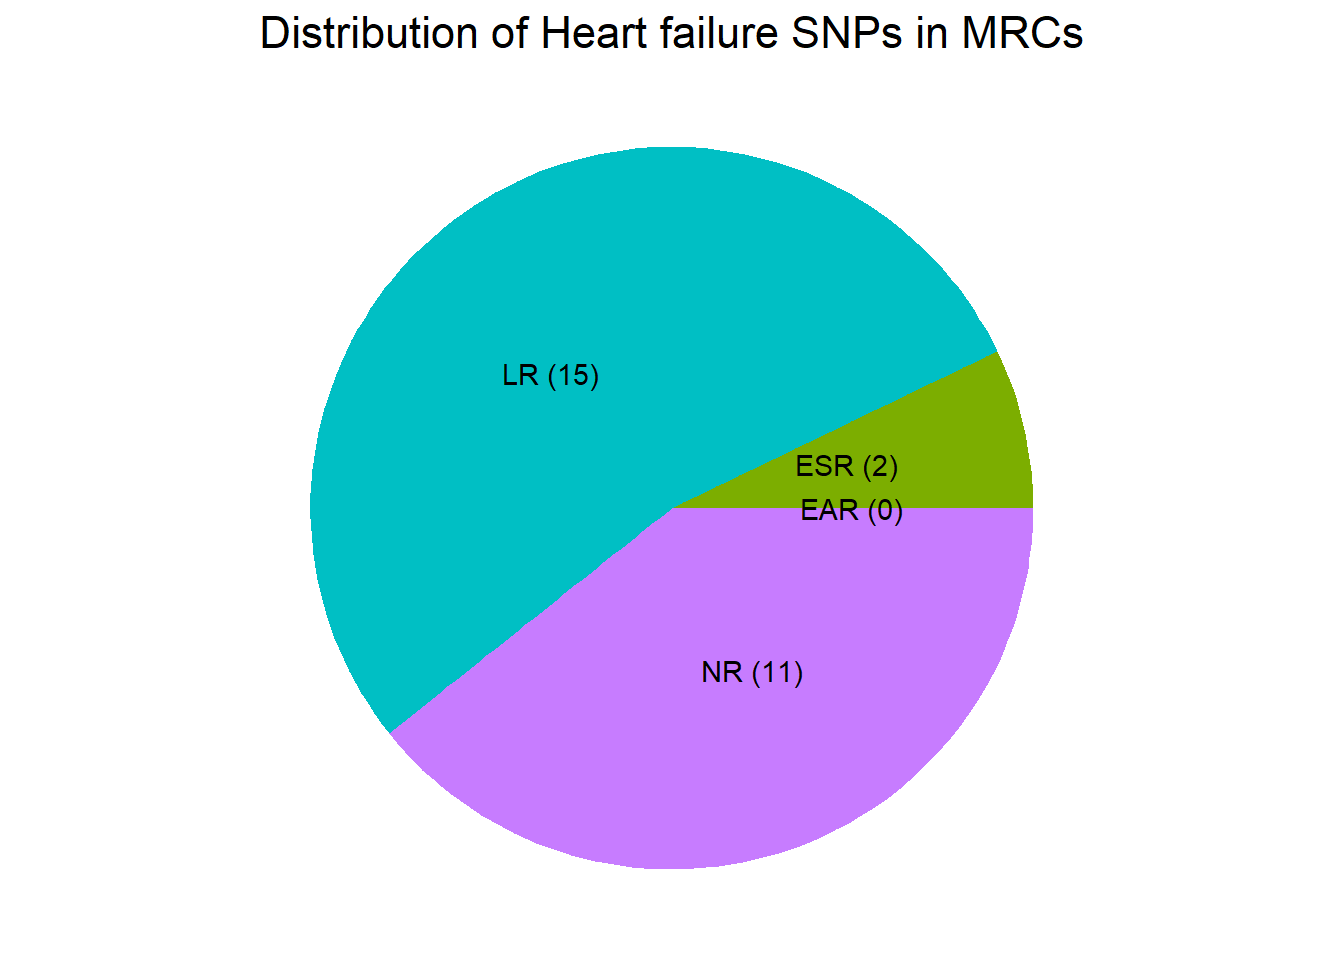 Distribution of Heart failure SNPs in MRCs
LR (15)
ESR (2)
EAR (0)
NR (11)